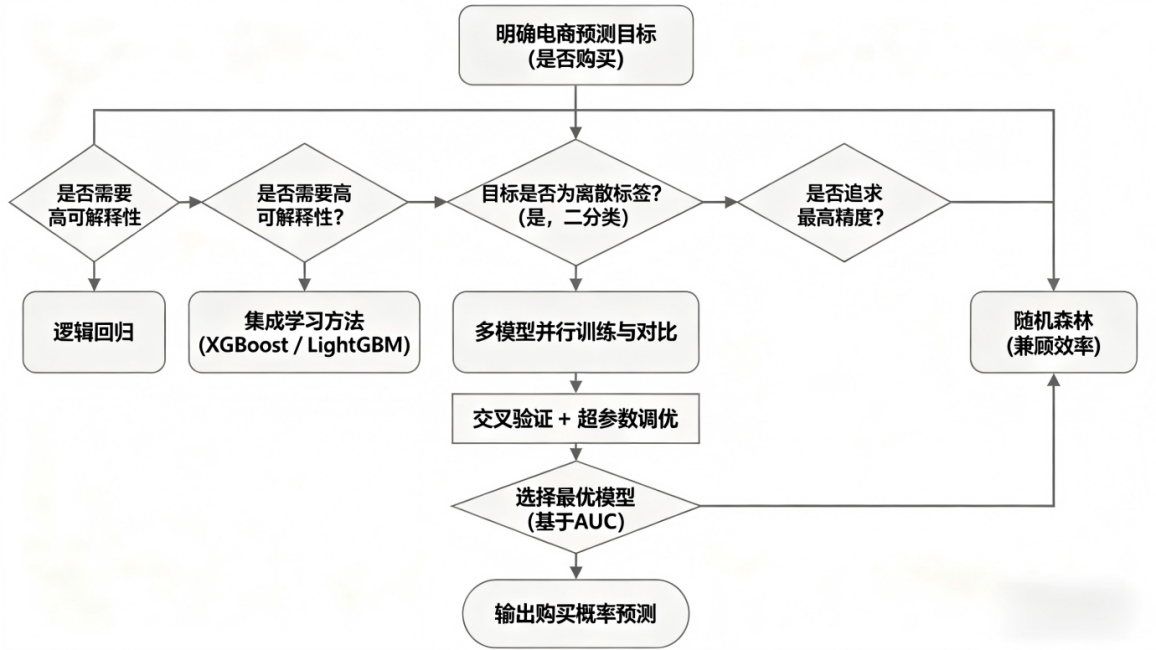 明确电商预测目标
(是否购买)
是否需要
高可解释性
是否需要高
可解释性？
目标是否为离散标签？
(是，二分类)
是否追求
最高精度？
逻辑回归
集成学习方法
(XGBoost / LightGBM)
多模型并行训练与对比
随机森林
(兼顾效率)
交叉验证 + 超参数调优
选择最优模型
(基于AUC)
输出购买概率预测